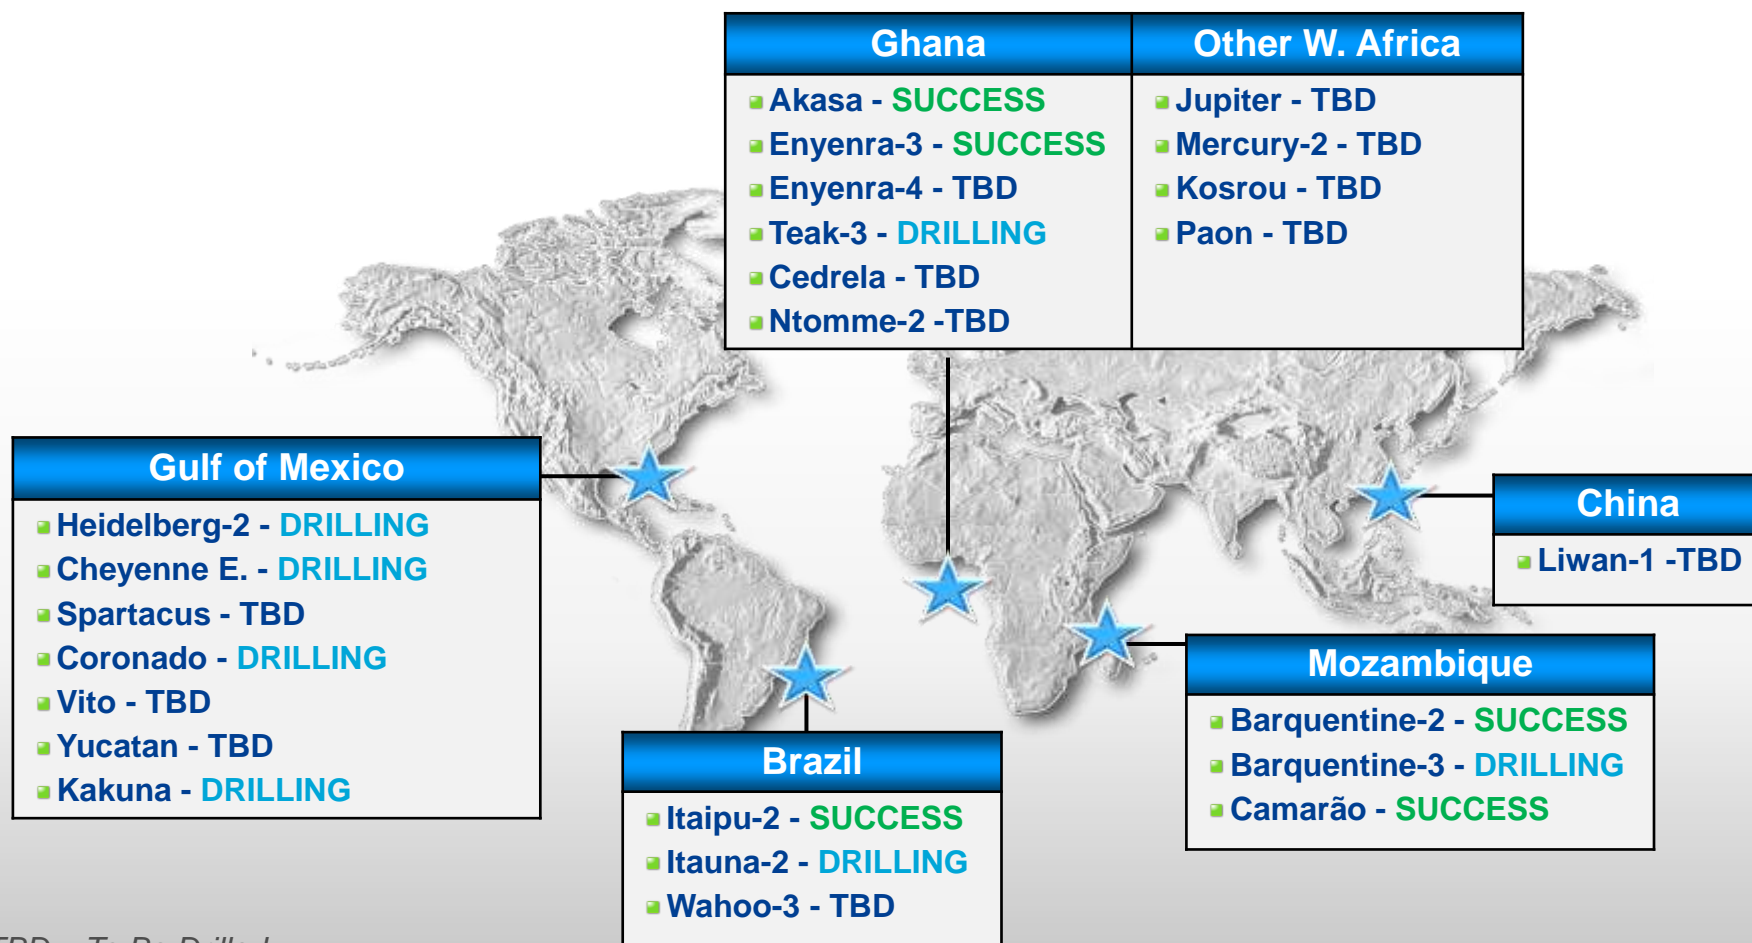 Ghana
Akasa - SUCCESS
Enyenra-3 - SUCCESS
Enyenra-4 - TBD
Teak-3 - DRILLING
Cedrela - TBD
Ntomme-2 -TBD
Other W. Africa
Jupiter - TBD
Mercury-2 - TBD
Kosrou - TBD
Paon - TBD
Gulf of Mexico
Heidelberg-2 - DRILLING
Cheyenne E. - DRILLING
Spartacus - TBD
Coronado - DRILLING
Vito - TBD
Yucatan - TBD
Kakuna - DRILLING
China
Liwan-1 -TBD
Mozambique
Barquentine-2 - SUCCESS
Barquentine-3 - DRILLING
Camarão - SUCCESS
Brazil
Itaipu-2 - SUCCESS
Itauna-2 - DRILLING
Wahoo-3 - TBD